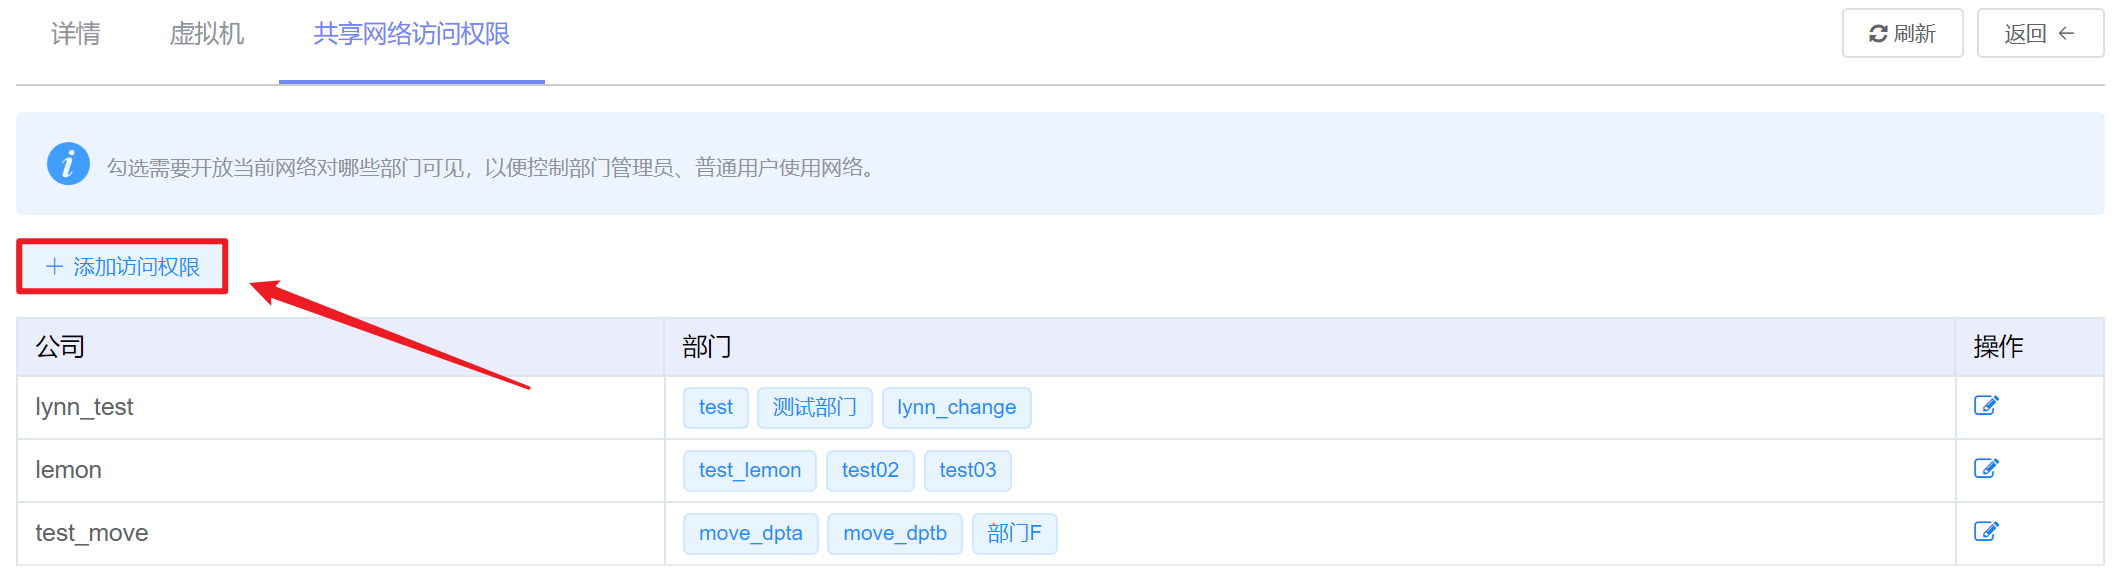 详情 虚拟机 共享网络访问权限 刷新 返回 ←
勾选需要开放当前网络对哪些部门可见，以便控制部门管理员、普通用户使用网络。
+ 添加访问权限
公司 部门 操作
lynn_test test 测试部门 lynn_change
lemon test_lemon test02 test03
test_move move_dpta move_dptb 部门F